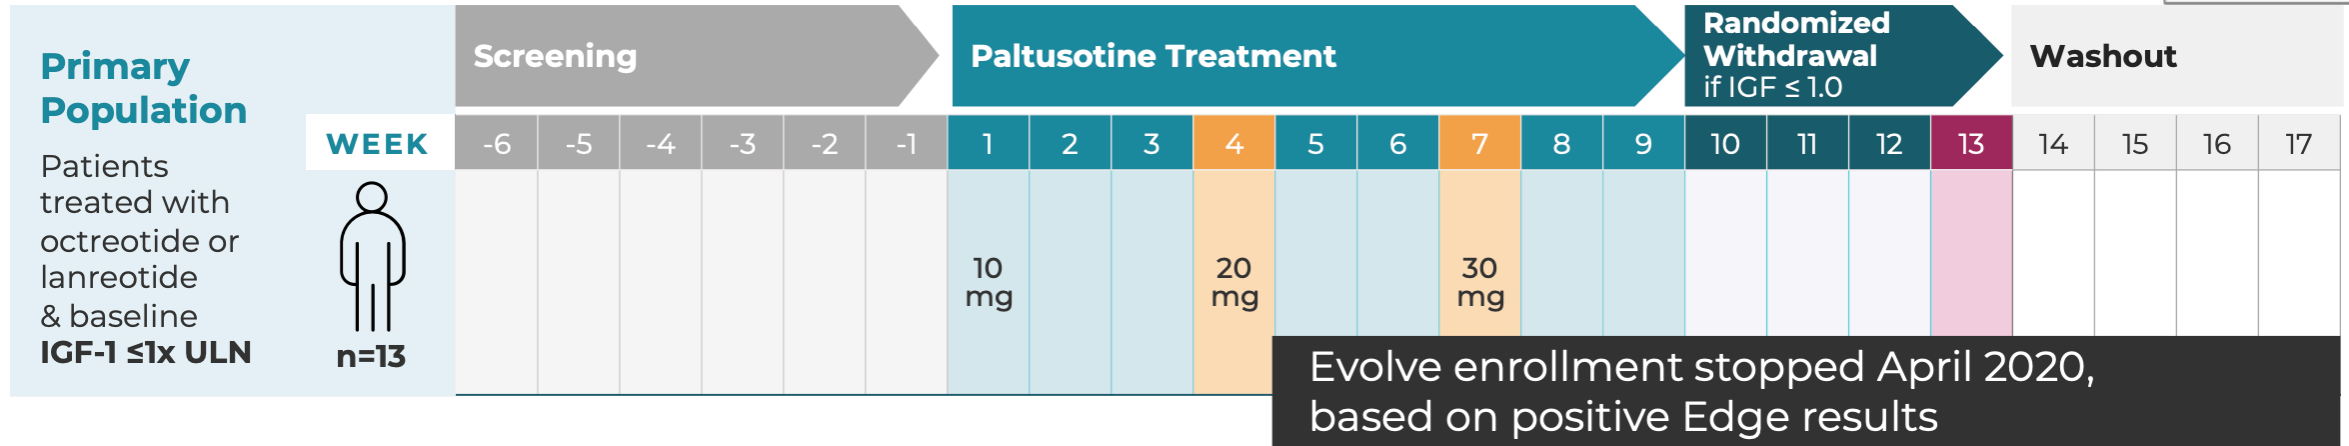 Primary
Population
Patients
treated with
octreotide or
lanreotide
& baseline
IGF-1 ≤1x ULN
WEEK
n=13
Screening
Paltusotine Treatment
Randomized
Withdrawal
if IGF ≤ 1.0
Washout
-6 -5 -4 -3 -2 -1 1 2 3 4 5 6 7 8 9 10 11 12 13 14 15 16 17
10
mg
20
mg
30
mg
Evolve enrollment stopped April 2020,
based on positive Edge results